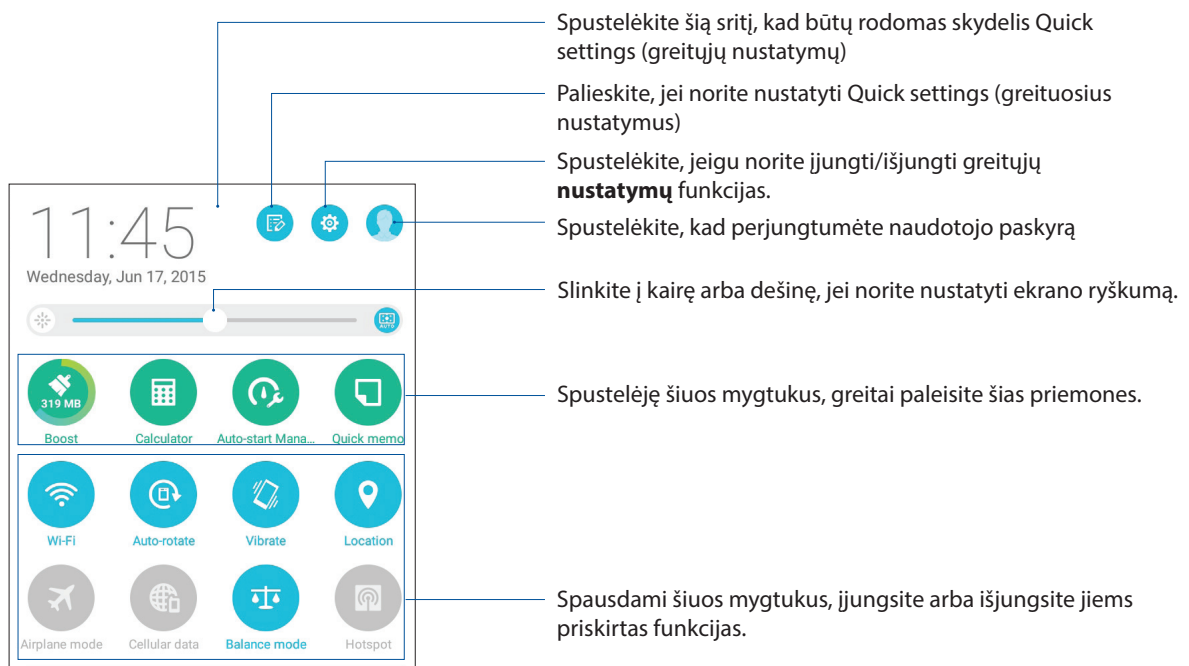 Spustelėkite šią sritį, kad būtų rodomas skydelis Quick
settings (greitųjų nustatymų)
Palieskite, jei norite nustatyti Quick settings (greituosius
nustatymus)
Spustelėkite, jeigu norite įjungti/išjungti greitųjų
nustatymų funkcijas.
Spustelėkite, kad perjungtumėte naudotojo paskyrą
11:45
Wednesday, Jun 17, 2015
Slinkite į kairę arba dešinę, jei norite nustatyti ekrano ryškumą.
AUTO
319 MB
Boost
Calculator
Auto-start Mana...
Quick memo
Spustelėję šiuos mygtukus, greitai paleisite šias priemones.
Wi-Fi
Auto-rotate
Vibrate
Location
Airplane mode
Cellular data
Balance mode
Hotspot
Spausdami šiuos mygtukus, įjungsite arba išjungsite jiems
priskirtas funkcijas.